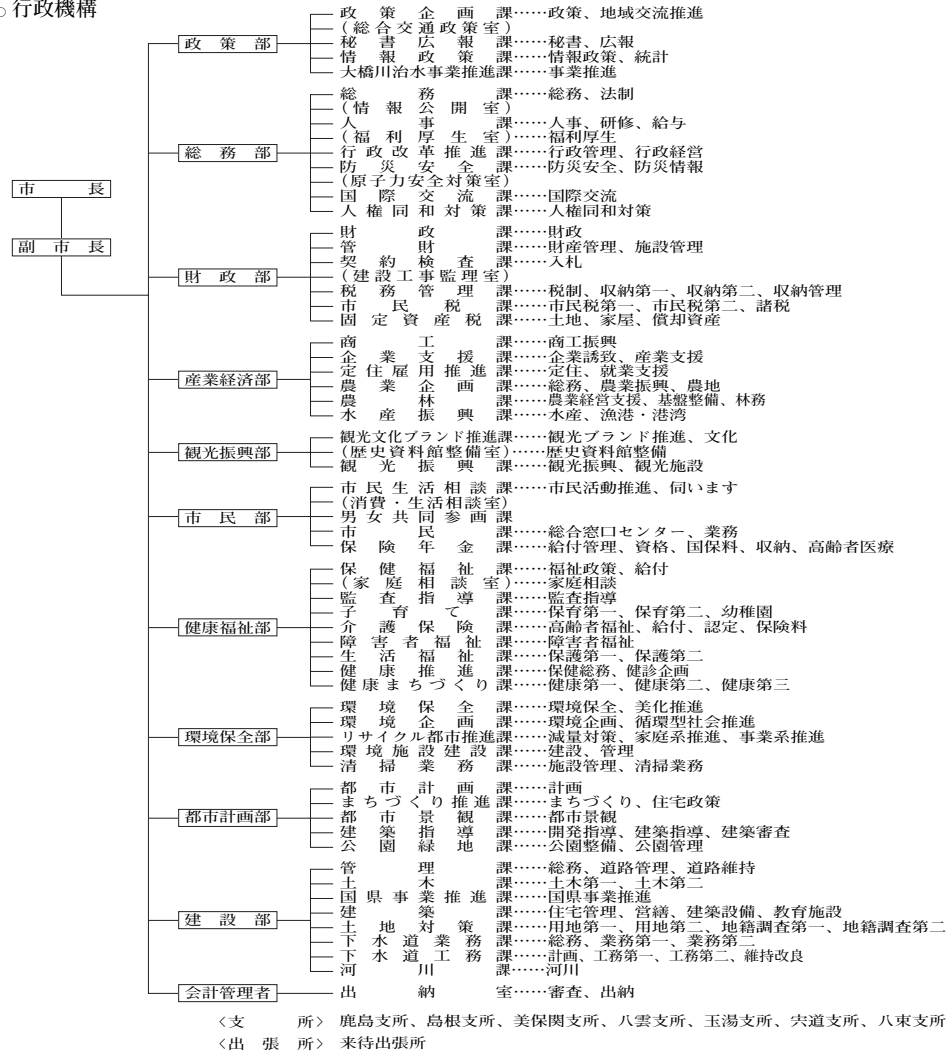 ○ 行政機構
市長
副市長
政策部
政策企画課……政策、地域交流推進
(総合交通政策室)
秘書広報課……秘書、広報
情報政策課……情報政策、統計
大橋川治水事業推進課……事業推進
総務部
総務課……総務、法制
(情報公開室)
人事課……人事、研修、給与
(福利厚生室)……福利厚生
行政改革推進課……行政管理、行政経営
防災安全課……防災安全、防災情報
(原子力安全対策室)
国際交流課……国際交流
人権同和対策課……人権同和対策
財政部
財政課……財政
管財課……財産管理、施設管理
契約検査課……入札
(建設工事監理室)
税務管理課……税制、収納第一、収納第二、収納管理
市民税課……市民税第一、市民税第二、諸税
固定資産税課……土地、家屋、償却資産
産業経済部
商工課……商工振興
企業支援課……企業誘致、産業支援
定住雇用推進課……定住、就業支援
農業企画課……総務、農業振興、農地
農林課……農業経営支援、基盤整備、林務
水産振興課……水産、漁港・港湾
観光振興部
観光文化ブランド推進課……観光ブランド推進、文化
(歴史資料館整備室)……歴史資料館整備
観光振興課……観光振興、観光施設
市民部
市民生活相談課……市民活動推進、伺います
(消費・生活相談室)
男女共同参画課
市民課……総合窓口センター、業務
保険年金課……給付管理、資格、国保料、収納、高齢者医療
健康福祉部
保健福祉課……福祉政策、給付
(家庭相談室)……家庭相談
監査指導課……監査指導
子育て課……保育第一、保育第二、幼稚園
介護保険課……高齢者福祉、給付、認定、保険料
障害者福祉課……障害者福祉
生活福祉課……保護第一、保護第二
健康推進課……保健総務、健診企画
健康まちづくり課……健康第一、健康第二、健康第三
環境保全部
環境保全課……環境保全、美化推進
環境企画課……環境企画、循環型社会推進
リサイクル都市推進課……減量対策、家庭系推進、事業系推進
環境施設建設課……建設、管理
清掃業務課……施設管理、清掃業務
都市計画部
都市計画課……計画
まちづくり推進課……まちづくり、住宅政策
都市景観課……都市景観
建築指導課……開発指導、建築指導、建築審査
公園緑地課……公園整備、公園管理
建設部
管理課……総務、道路管理、道路維持
土木課……土木第一、土木第二
国県事業推進課……国県事業推進
建築課……住宅管理、営繕、建築設備、教育施設
土地対策課……用地第一、用地第二、地籍調査第一、地籍調査第二
下水道業務課……総務、業務第一、業務第二
下水道工務課……計画、工務第一、工務第二、維持改良
河川課……河川
会計管理者
出納室……審査、出納
〈支所〉 鹿島支所、島根支所、美保関支所、八雲支所、玉湯支所、宍道支所、八束支所
〈出張所〉 来待出張所